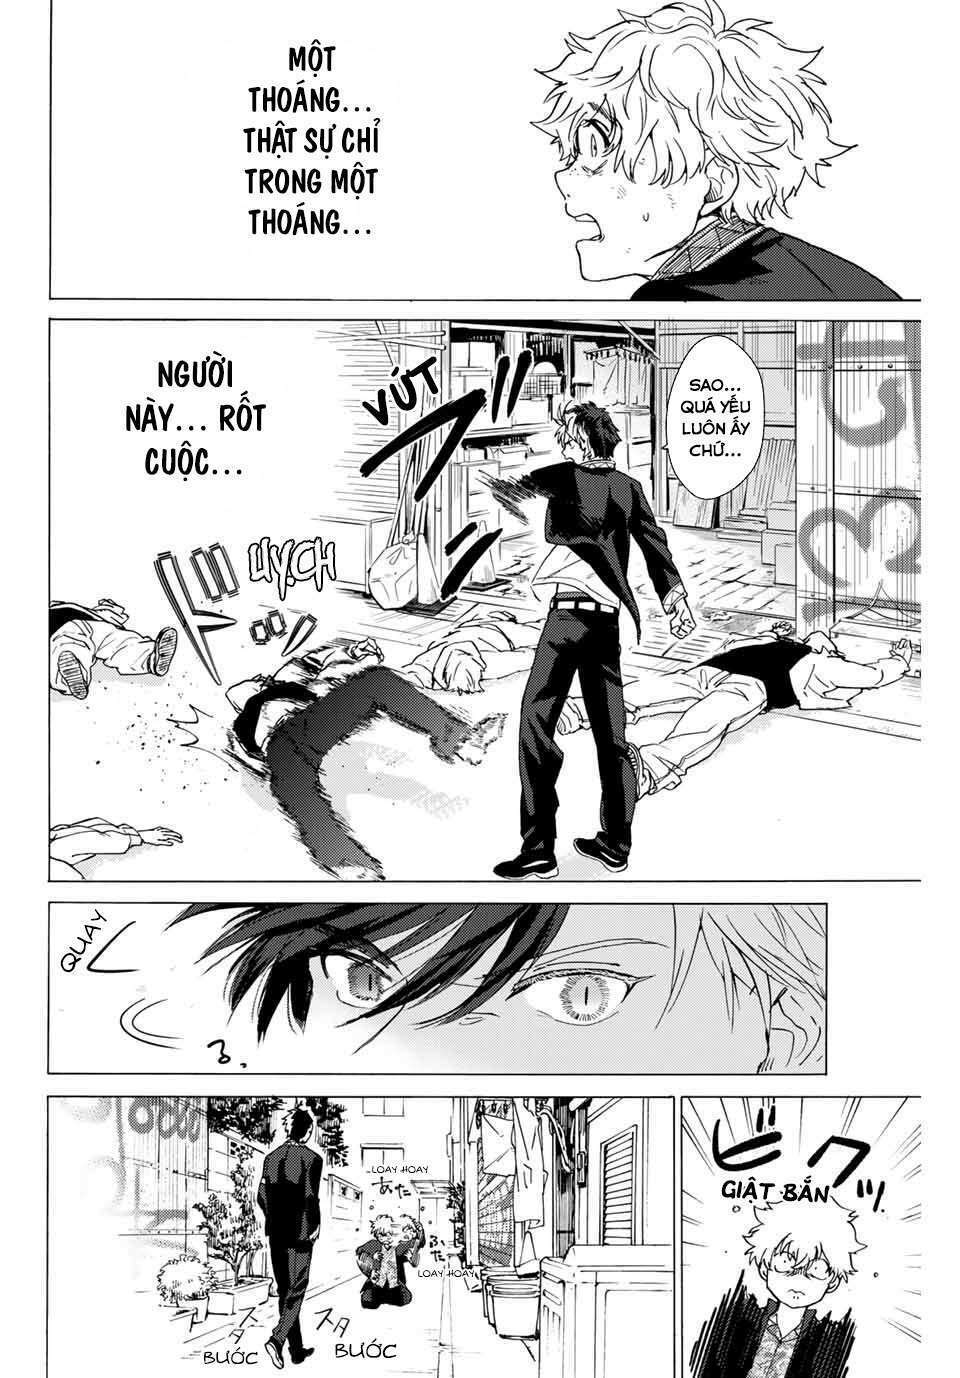 MỘT
THOÁNG...
THẬT SỰ CHỈ
TRONG MỘT
THOÁNG...
NGƯỜI
NÀY... RỐT
CUỘC...
VÚT
SAO...
QUÁ YẾU
LUÔN ẤY
CHỨ...
UỴCH
QUAY
る.
LOAY HOAY
あた
ふた
LOAY HOAY
スタ
スタ
BƯỚC
BƯỚC
ビクッ
GIẬT BẮN